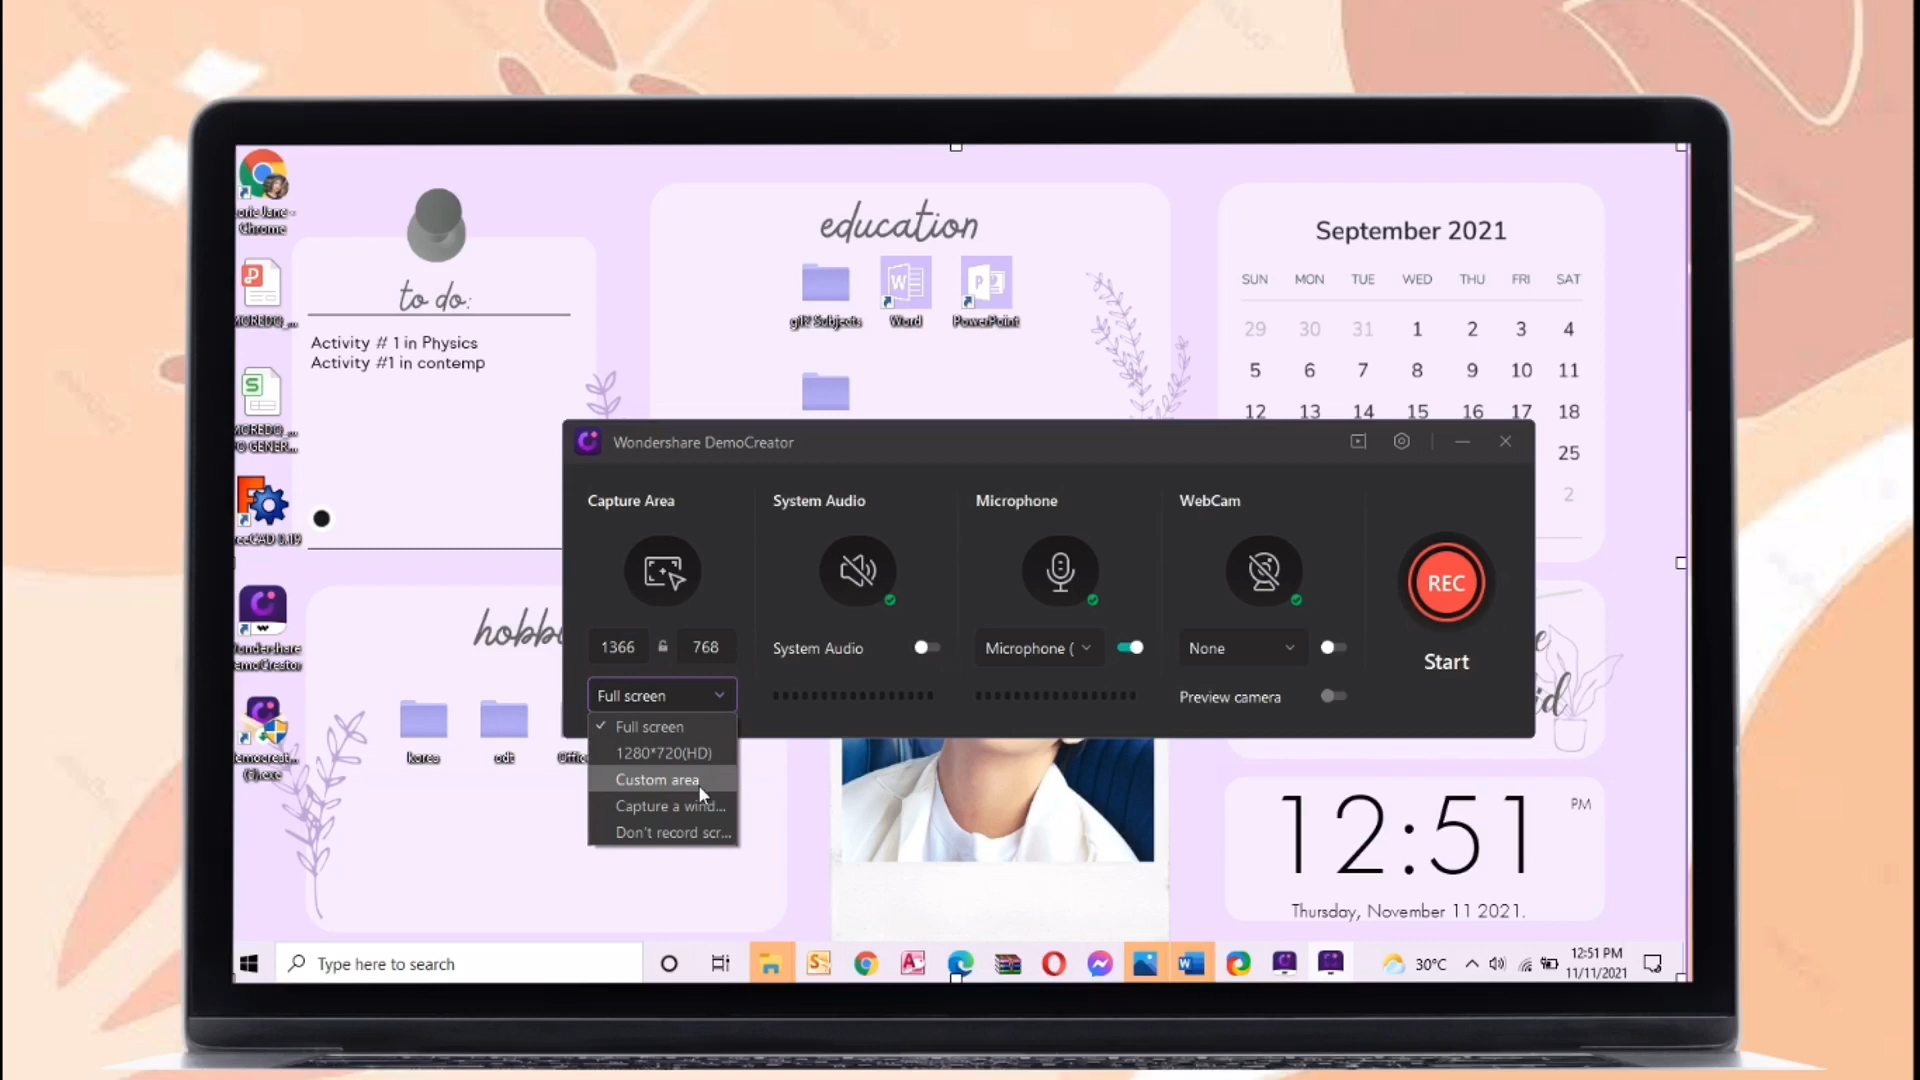 Chrome
to do:
Activity # 1 in Physics
Activity #1 in contemp
education
Word
PowerPoint
September 2021
SUN MON TUE WED THU FRI SAT
29 30 31 1 2 3 4
5 6 7 8 9 10 11
12 13 14 15 16 17 18
25
2
Wondershare DemoCreator
Capture Area
System Audio
Microphone
WebCam
REC
Start
1366
768
System Audio
Microphone (
None
Preview camera
Full screen
Full screen
1280*720(HD)
Custom area
Capture a wind...
Don't record scr...
odt
12:51
PM
Thursday, November 11 2021.
Type here to search
30°C
12:51 PM
11/11/2021